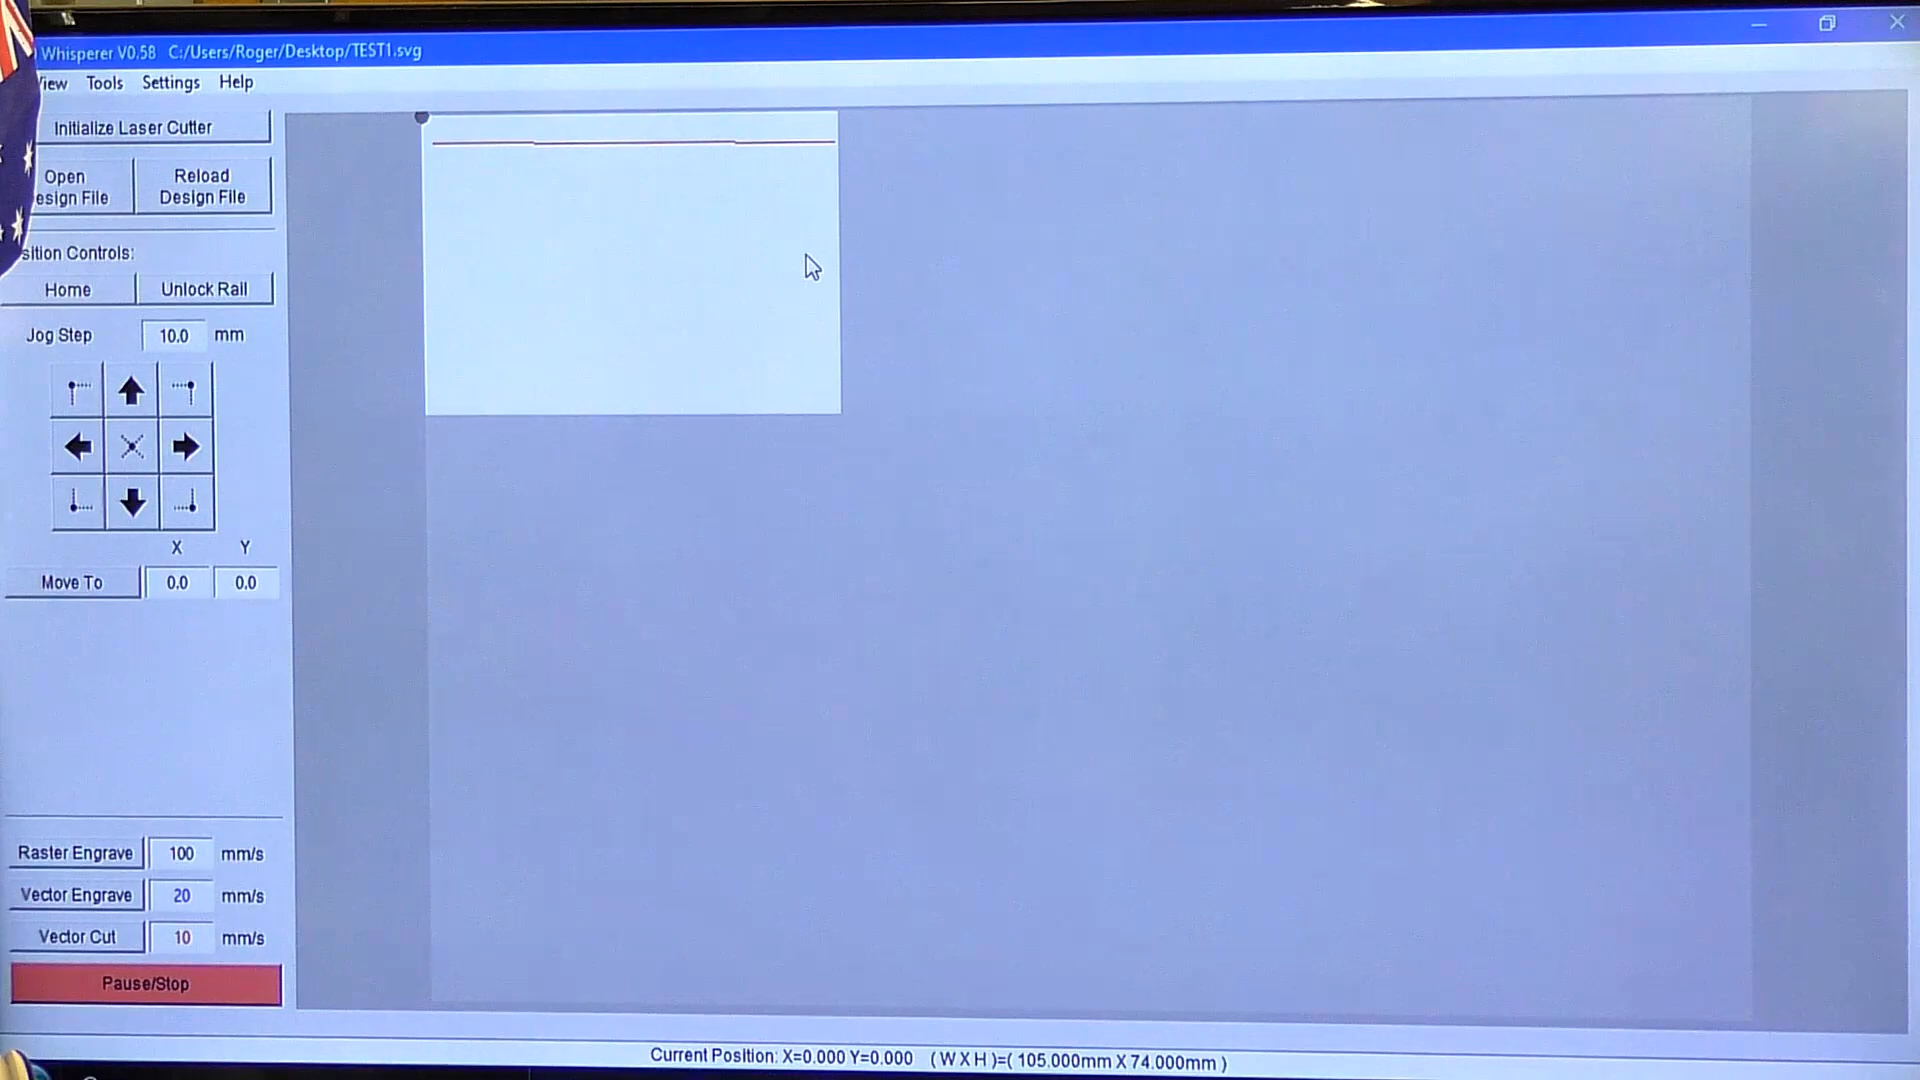 Whisperer V0.58 C:/Users/Roger/Desktop/TEST1.svg
iew Tools Settings Help
Initialize Laser Cutter
Open
esign File
Reload
Design File
sition Controls:
Home
Unlock Rail
Jog Step 10.0 mm
X Y
Move To 0.0 0.0
Raster Engrave 100 mm/s
Vector Engrave 20 mm/s
Vector Cut 10 mm/s
Pause/Stop
Current Position: X=0.000 Y=0.000 ( W X H )=( 105.000mm X 74.000mm )